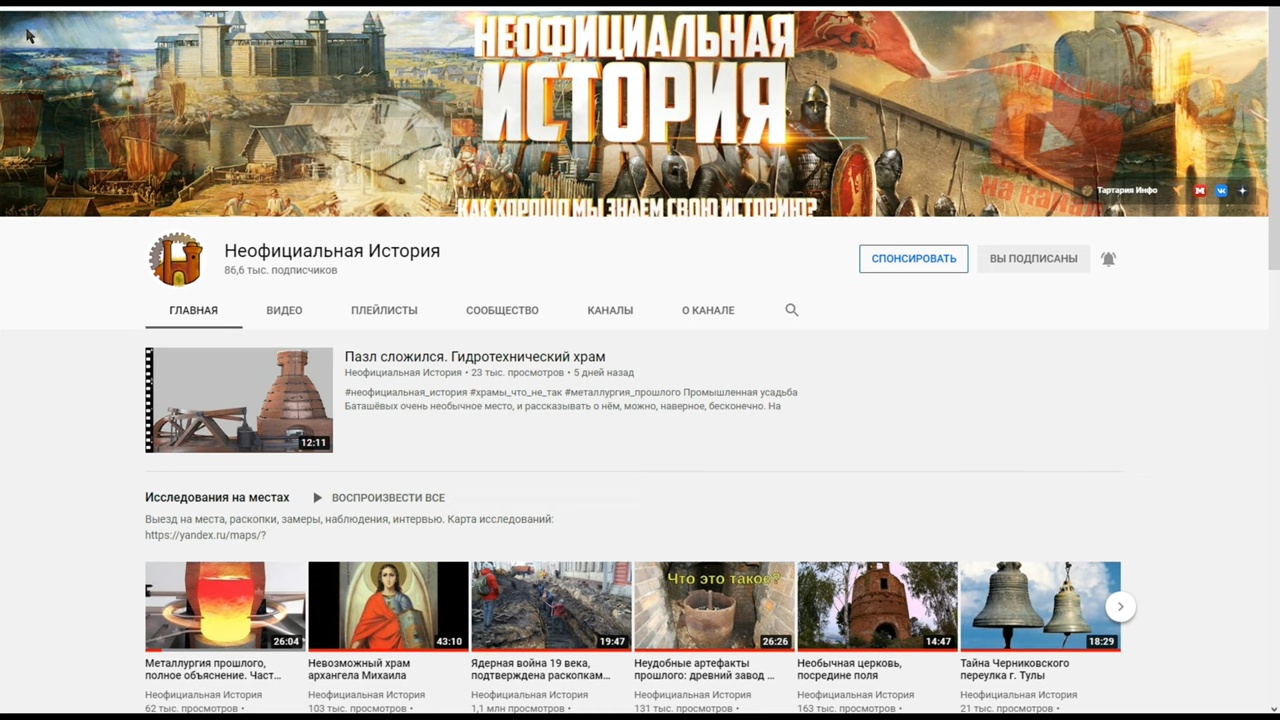 НЕОФИЦИАЛЬНАЯ
ИСТОРИЯ
КАК ХОРОШО МЫ ЗНАЕМ СВОЮ ИСТОРИЮ?
на канал
Тартария Инфо
Неофициальная История
86,6 тыс. подписчиков
СПОНСИРОВАТЬ
ВЫ ПОДПИСАНЫ
ГЛАВНАЯ ВИДЕО ПЛЕЙЛИСТЫ СООБЩЕСТВО КАНАЛЫ О КАНАЛЕ
12:11
Пазл сложился. Гидротехнический храм
Неофициальная История • 23 тыс. просмотров • 5 дней назад
#неофициальная_история #храмы_что_не_так #металлургия_прошлого Промышленная усадьба
Баташёвых очень необычное место, и рассказывать о нём, можно, наверное, бесконечно. На
Исследования на местах ВОСПРОИЗВЕСТИ ВСЕ
Выезд на места, раскопки, замеры, наблюдения, интервью. Карта исследований:
https://yandex.ru/maps/?
26:04
Металлургия прошлого,
полное объяснение. Част...
Неофициальная История
62 тыс. просмотров •
43:10
Невозможный храм
архангела Михаила
Неофициальная История
103 тыс. просмотров •
19:47
Ядерная война 19 века,
подтверждена раскопкам...
Неофициальная История
1,1 млн просмотров •
Что это такое?
26:26
Неудобные артефакты
прошлого: древний завод ...
Неофициальная История
131 тыс. просмотров •
14:47
Необычная церковь,
посредине поля
Неофициальная История
163 тыс. просмотров •
18:29
Тайна Черниковского
переулка г. Тулы
Неофициальная История
21 тыс. просмотров •